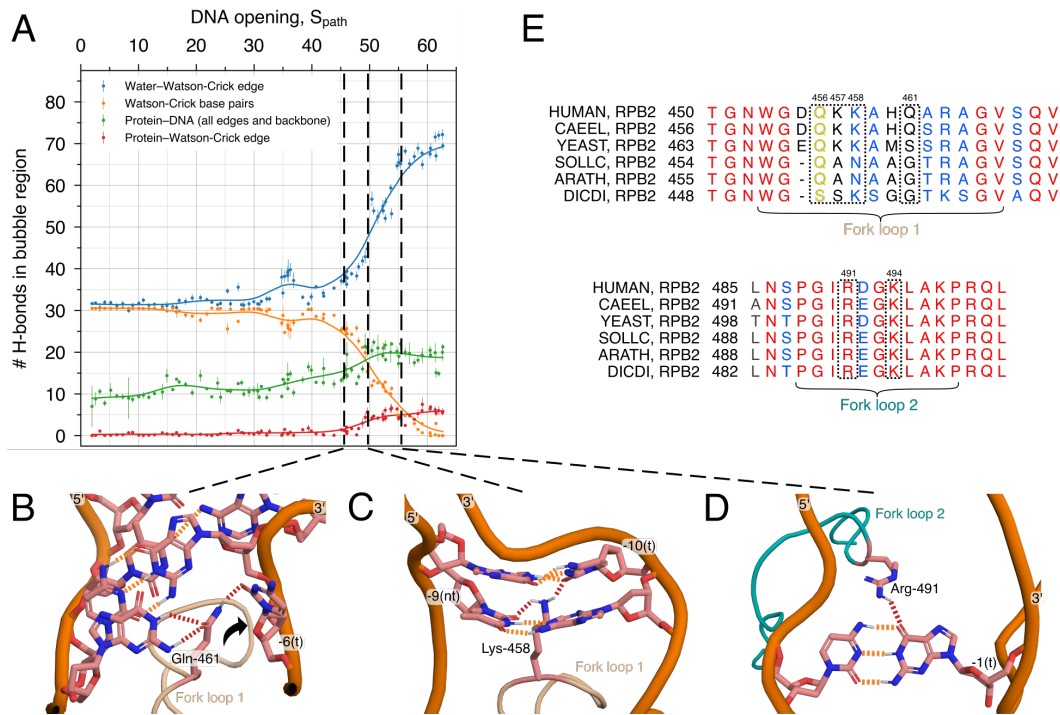 A
DNA opening, Spath
0 10 20 30 40 50 60
# H-bonds in bubble region
80
70
60
50
40
30
20
10
0
Water–Watson-Crick edge
Watson-Crick base pairs
Protein–DNA (all edges and backbone)
Protein–Watson-Crick edge
E
456 457 458 461
HUMAN, RPB2 450 T G N W G D Q K K A H Q A R A G V S Q V
CAEEL, RPB2 456 T G N W G D Q K K A H Q S R A G V S Q V
YEAST, RPB2 463 T G N W G E Q K K A M S S R A G V S Q V
SOLLC, RPB2 454 T G N W G - Q A N A A G T R A G V S Q V
ARATH, RPB2 455 T G N W G - Q A N A A G T R A G V S Q V
DICDI, RPB2 448 T G N W G - S S K S G G T K S G V A Q V
Fork loop 1
491 494
HUMAN, RPB2 485 L N S P G I R D G K L A K P R Q L
CAEEL, RPB2 491 A N S P G I R D G K L A K P R Q L
YEAST, RPB2 498 T N T P G I R D G K L A K P R Q L
SOLLC, RPB2 488 L N S P G I R E G K L A K P R Q L
ARATH, RPB2 488 L N S P G I R E G K L A K P R Q L
DICDI, RPB2 482 L N T P G I R E G K L A K P R Q L
Fork loop 2
B
5'
3'
-6(t)
Gln-461
Fork loop 1
C
5'
3'
-10(t)
-9(nt)
Lys-458
Fork loop 1
D
5'
Fork loop 2
Arg-491
3'
-1(t)